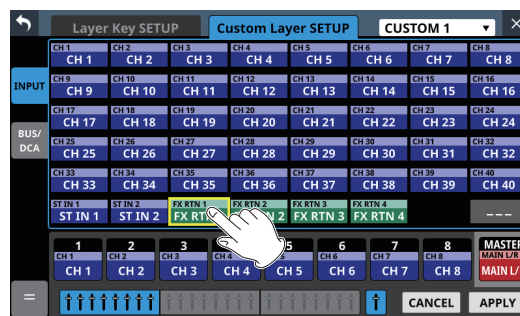 Layer Key SETUP Custom Layer SETUP CUSTOM 1
CH 1 CH 2 CH 3 CH 4 CH 5 CH 6 CH 7 CH 8
CH 1 CH 2 CH 3 CH 4 CH 5 CH 6 CH 7 CH 8
INPUT
CH 9 CH 10 CH 11 CH 12 CH 13 CH 14 CH 15 CH 16
CH 9 CH 10 CH 11 CH 12 CH 13 CH 14 CH 15 CH 16
CH 17 CH 18 CH 19 CH 20 CH 21 CH 22 CH 23 CH 24
CH 17 CH 18 CH 19 CH 20 CH 21 CH 22 CH 23 CH 24
BUS/
DCA
CH 25 CH 26 CH 27 CH 28 CH 29 CH 30 CH 31 CH 32
CH 25 CH 26 CH 27 CH 28 CH 29 CH 30 CH 31 CH 32
CH 33 CH 34 CH 35 CH 36 CH 37 CH 38 CH 39 CH 40
CH 33 CH 34 CH 35 CH 36 CH 37 CH 38 CH 39 CH 40
ST IN 1 ST IN 2 FX RTN 1 FX RTN 2 FX RTN 3 FX RTN 4
ST IN 1 ST IN 2 FX RT 2 FX RTN 3 FX RTN 4 ---
1 2 3 5 6 7 8 MASTER
CH 1 CH 2 CH 3 CH 4 CH 5 CH 6 CH 7 CH 8 MAIN L/R
CH 1 CH 2 CH 3 CH 4 CH 5 CH 6 CH 7 CH 8 MAIN L/
CANCEL APPLY